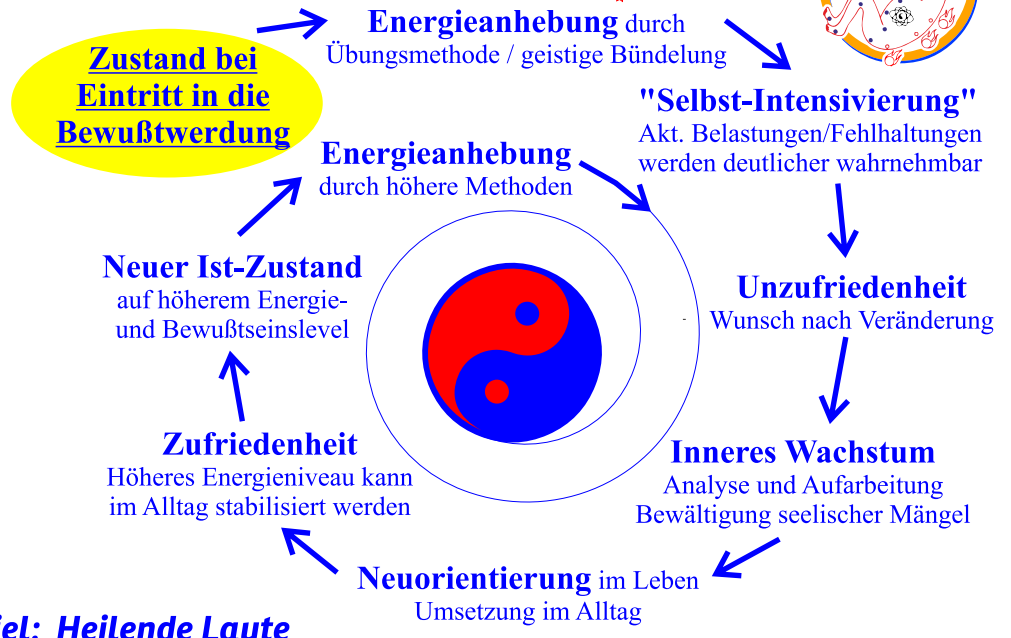 Energieanhebung durch
Übungsmethode / geistige Bündelung
Zustand bei
Eintritt in die
Bewußtwerdung
"Selbst-Intensivierung"
Akt. Belastungen/Fehlhaltungen
werden deutlicher wahrnehmbar
Energieanhebung
durch höhere Methoden
Neuer Ist-Zustand
auf höherem Energie-
und Bewußtseinslevel
Unzufriedenheit
Wunsch nach Veränderung
Zufriedenheit
Höheres Energieniveau kann
im Alltag stabilisiert werden
Inneres Wachstum
Analyse und Aufarbeitung
Bewältigung seelischer Mängel
Neuorientierung im Leben
Umsetzung im Alltag
Heilende Laute